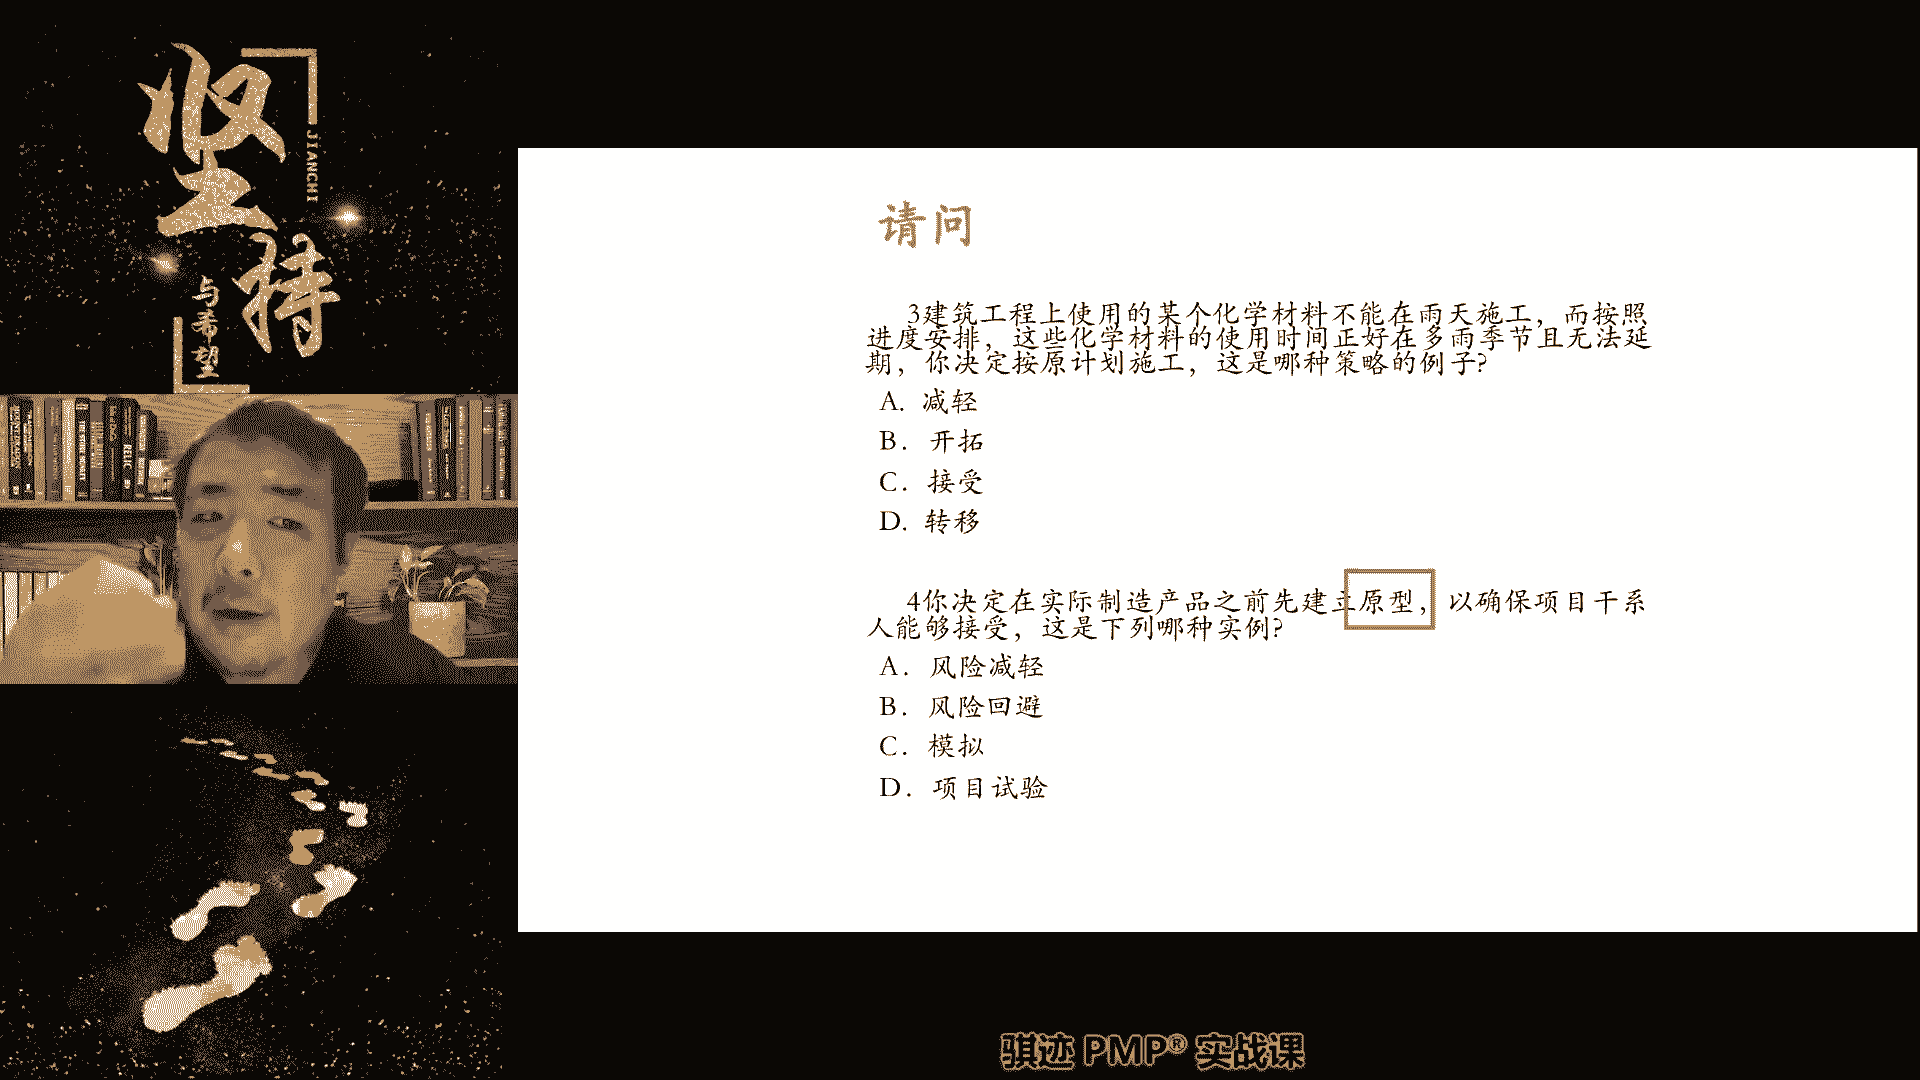 坚持
JIANCHI
与希望
RELIC
请问
3建筑工程上使用的某个化学材料不能在雨天施工，而按照
进度安排，这些化学材料的使用时间正好在多雨季节且无法延
期，你决定按原计划施工，这是哪种策略的例子?
A. 减轻
B. 开拓
C. 接受
D. 转移
4你决定在实际制造产品之前先建立原型，以确保项目干系
人能够接受，这是下列哪种实例?
A. 风险减轻
B. 风险回避
C. 模拟
D. 项目试验
骐迹 PMP® 实战课